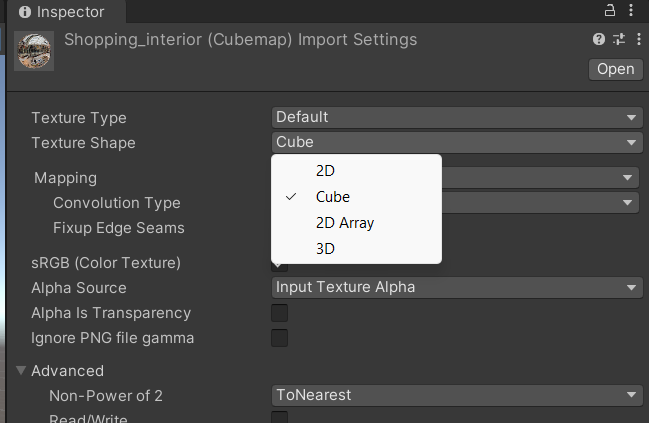 Inspector
Shopping_interior (Cubemap) Import Settings
Open
Texture Type Default
Texture Shape Cube
2D
Mapping
Cube
Convolution Type
2D Array
Fixup Edge Seams
3D
sRGB (Color Texture)
Alpha Source Input Texture Alpha
Alpha Is Transparency
Ignore PNG file gamma
Advanced
Non-Power of 2 ToNearest
Read/Write